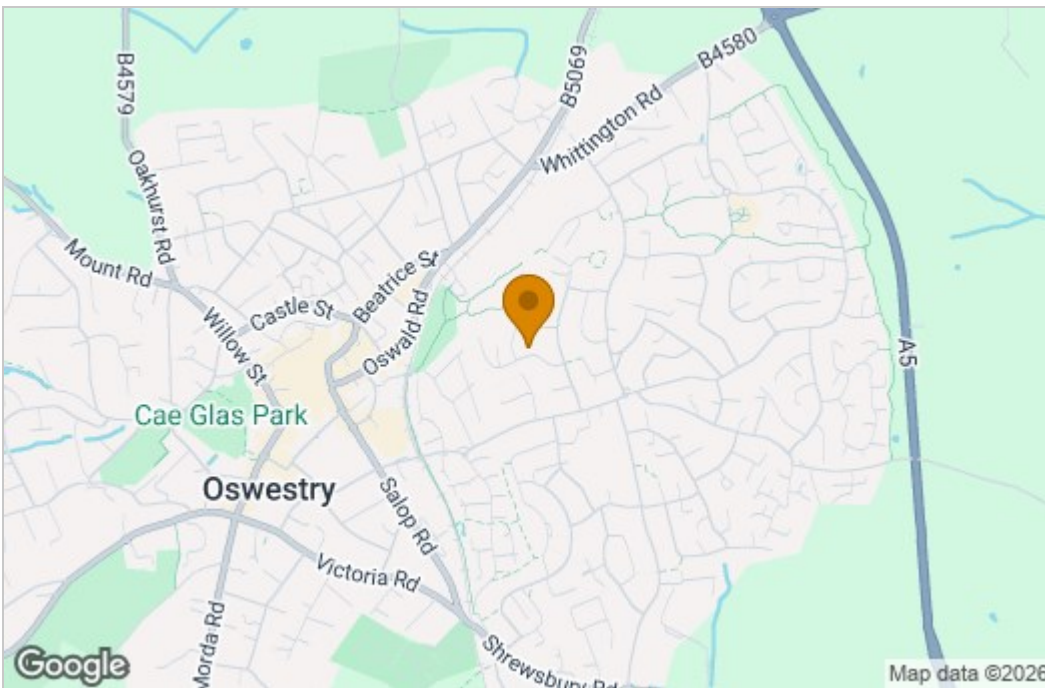 B4579
B5069
B4580
Whittington Rd
Oakhurst Rd
Mount Rd
Beatrice St
Castle St
Willow St
Oswald Rd
A5
Cae Glas Park
Oswestry
Salop Rd
Victoria Rd
Morda Rd
Shrewsbury Rd
Google
Map data ©2026